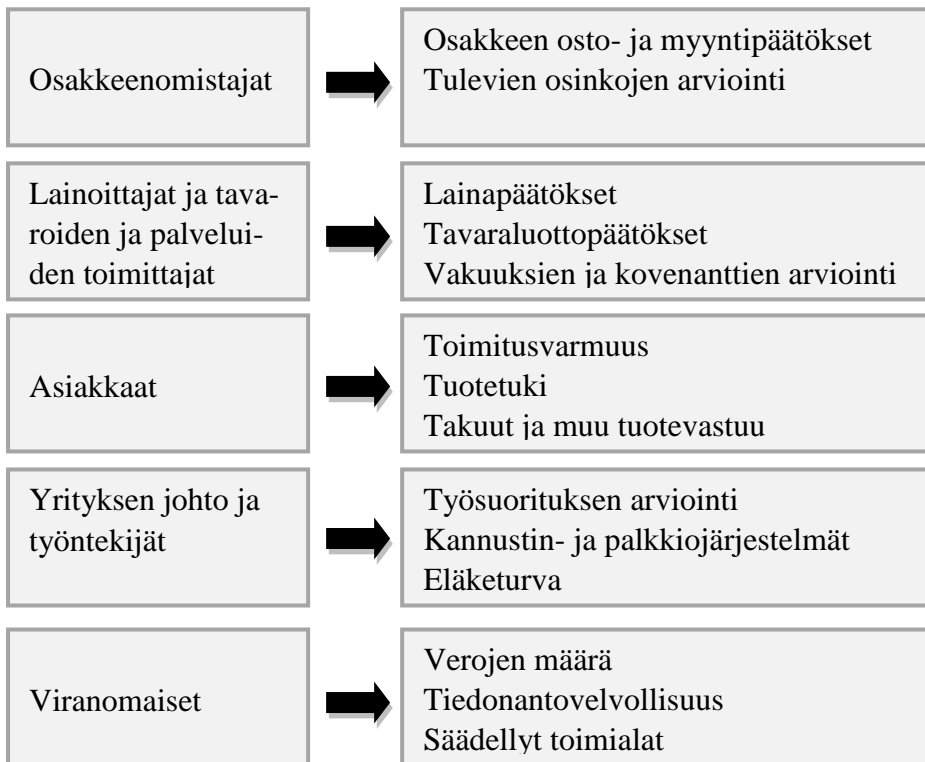 Osakkeenomistajat
Osakkeen osto- ja myyntipäätökset
Tulevien osinkojen arviointi
Lainoittajat ja tava-
roiden ja palvelui-
den toimittajat
Lainapäätökset
Tavaraluottopäätökset
Vakuuksien ja kovenanttien arviointi
Asiakkaat
Toimitusvarmuus
Tuotetuki
Takuut ja muu tuotevastuu
Yrityksen johto ja
työntekijät
Työsuorituksen arviointi
Kannustin- ja palkkiojärjestelmät
Eläketurva
Viranomaiset
Verojen määrä
Tiedonantovelvollisuus
Säädellyt toimialat